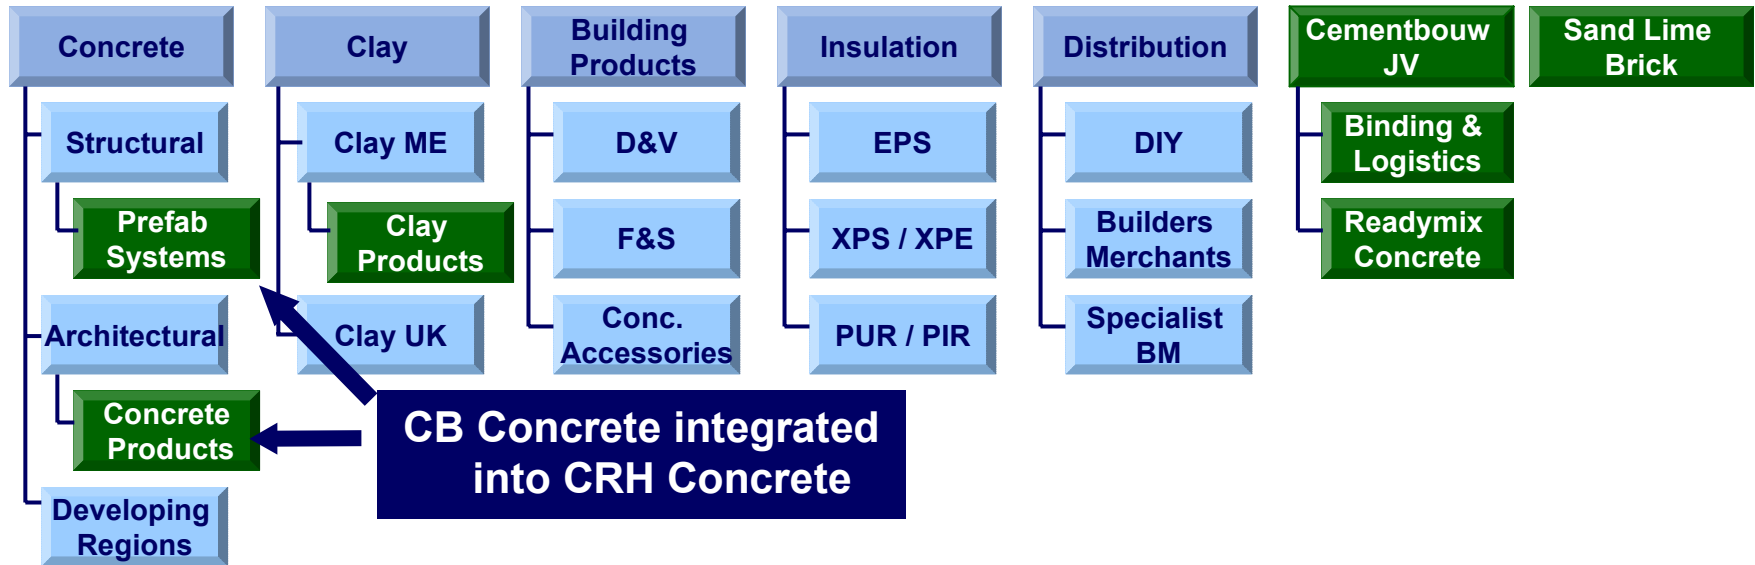 Concrete
Structural
Prefab
Systems
Architectural
Concrete
Products
Developing
Regions
Clay
Clay ME
Clay
Products
Clay UK
Building
Products
D&V
F&S
Conc.
Accessories
Insulation
EPS
XPS / XPE
PUR / PIR
Distribution
DIY
Builders
Merchants
Specialist
BM
Cementbouw
JV
Binding &
Logistics
Readymix
Concrete
Sand Lime
Brick
CB Concrete integrated
into CRH Concrete